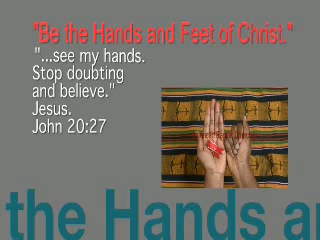 "Be the Hands and Feet of Christ."
"...see my hands.
Stop doubting
and believe."
Jesus.
John 20:27
the Hands a